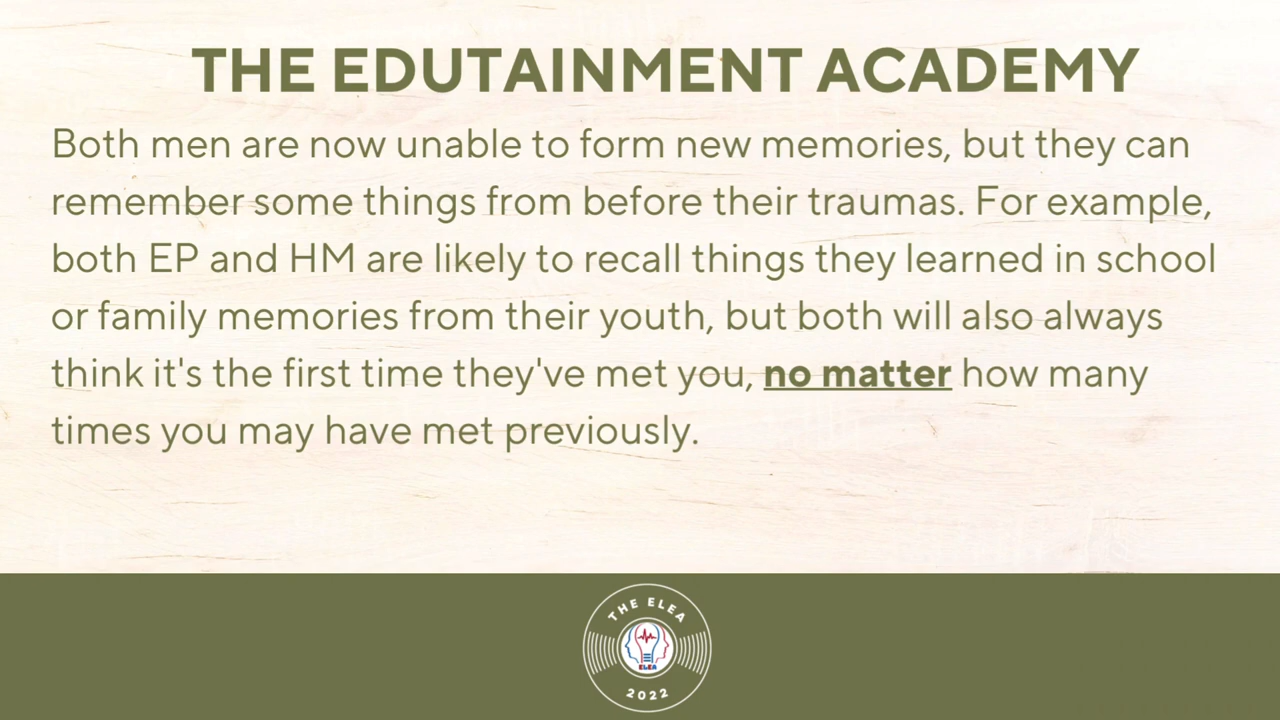 THE EDUTAINMENT ACADEMY
Both men are now unable to form new memories, but they can
remember some things from before their traumas. For example,
both EP and HM are likely to recall things they learned in school
or family memories from their youth, but both will also always
think it's the first time they've met you, no matter how many
times you may have met previously.
THE ELEA
ELEA
2022